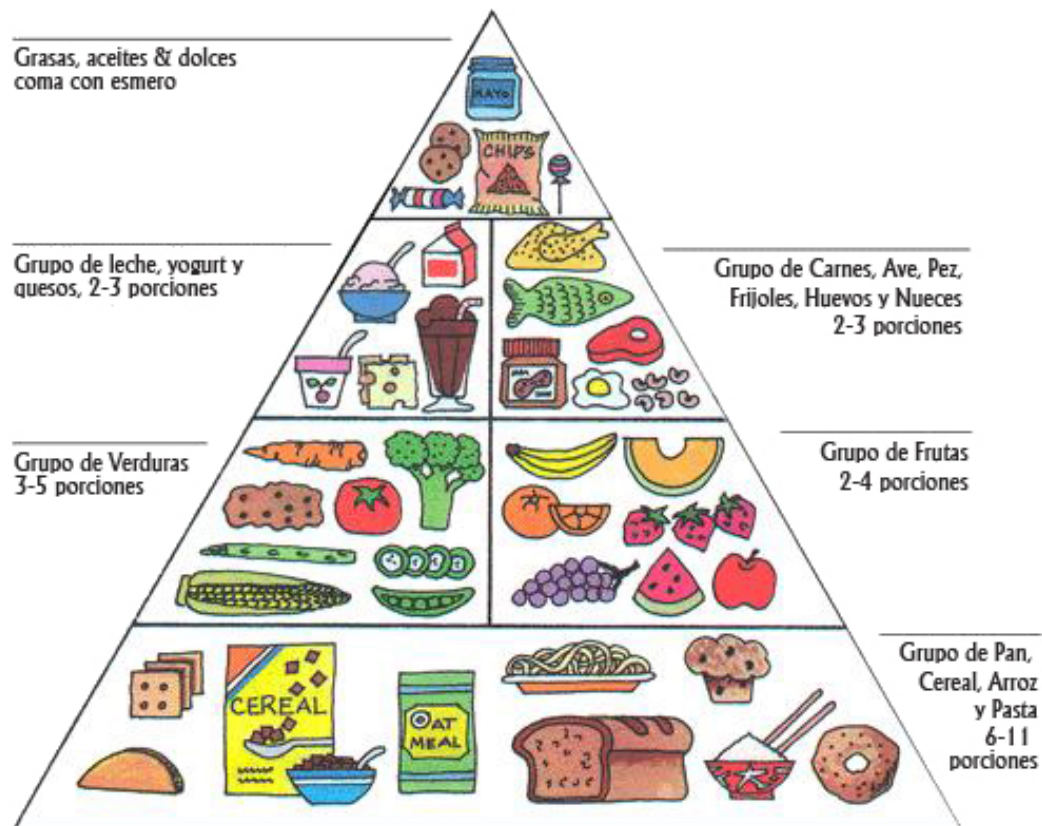 Grasas, aceites & dolces
coma con esmero
MAYO
CHIPS
Grupo de leche, yogurt y
quesos, 2-3 porciones
Grupo de Carnes, Ave, Pez,
Frijoles, Huevos y Nueces
2-3 porciones
Grupo de Verduras
3-5 porciones
Grupo de Frutas
2-4 porciones
Grupo de Pan,
Cereal, Arroz
y Pasta
6-11
porciones
CEREAL
OAT
MEAL